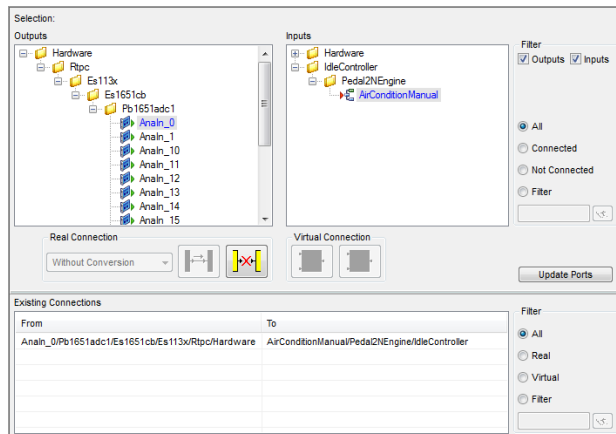 Selection:
Outputs
Hardware
Rtpc
Es113x
Es1651cb
Pb1651adc1
AnaIn_0
AnaIn_1
AnaIn_10
AnaIn_11
AnaIn_12
AnaIn_13
AnaIn_14
AnaIn_15
Inputs
Hardware
IdleController
Pedal2NEngine
AirConditionManual
Filter
Outputs Inputs
All
Connected
Not Connected
Filter
Real Connection
Without Conversion
Virtual Connection
Update Ports
Existing Connections
From To
AnaIn_0/Pb1651adc1/Es1651cb/Es113x/Rtpc/Hardware AirConditionManual/Pedal2NEngine/IdleController
Filter
All
Real
Virtual
Filter